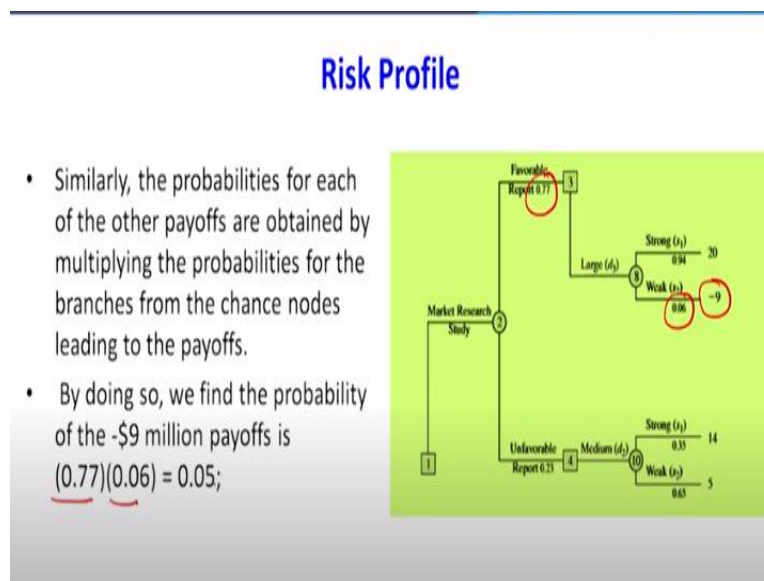 Risk Profile
• Similarly, the probabilities for each
of the other payoffs are obtained by
multiplying the probabilities for the
branches from the chance nodes
leading to the payoffs.
• By doing so, we find the probability
of the -$9 million payoffs is
(0.77)(0.06) = 0.05;
Favorable
Report 0.77
3
Strong (s₁)
0.94
20
Large (d₃)
8
Weak (s₂)
0.06
-9
Market Research
Study
2
1
Unfavorable
Report 0.23
4
Medium (d₂)
10
Strong (s₁)
0.35
14
Weak (s₂)
0.65
5